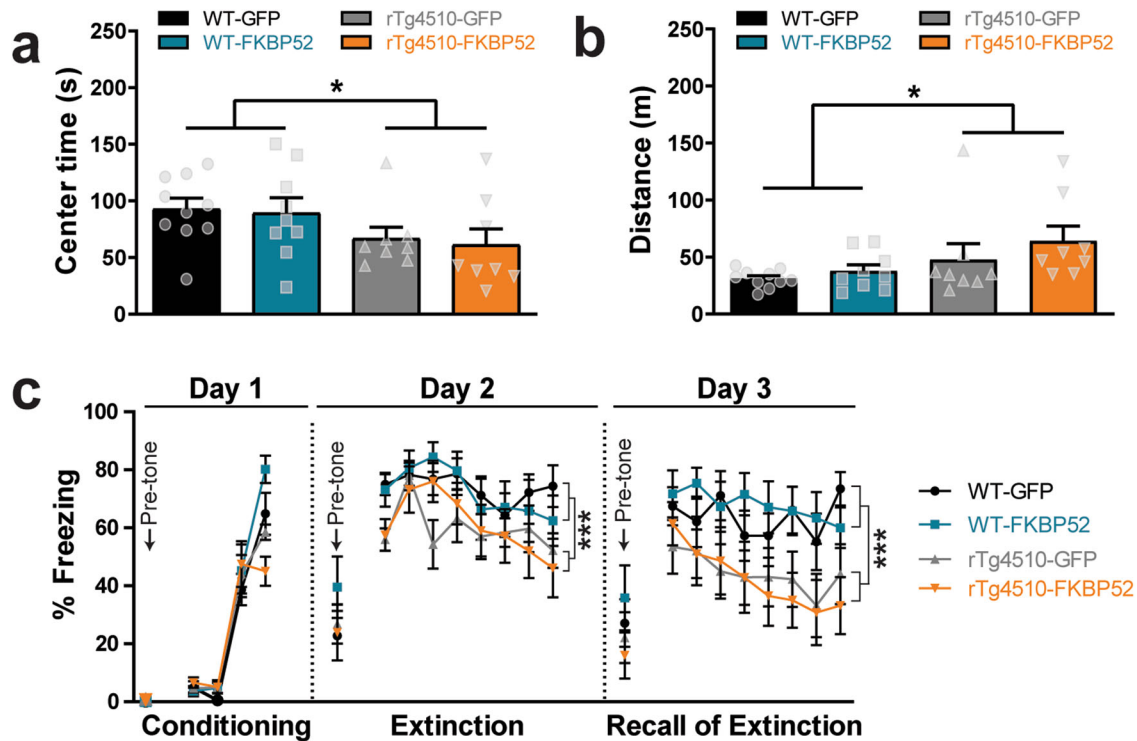 a
WT-GFP
rTg4510-GFP
WT-FKBP52
rTg4510-FKBP52
Center time (s)
250
200
150
100
50
0
*
b
WT-GFP
rTg4510-GFP
WT-FKBP52
rTg4510-FKBP52
Distance (m)
250
200
150
100
50
0
*
c
Day 1
Day 2
Day 3
% Freezing
100
80
60
40
20
0
Pre-tone
Pre-tone
Pre-tone
***
***
WT-GFP
WT-FKBP52
rTg4510-GFP
rTg4510-FKBP52
Conditioning
Extinction
Recall of Extinction